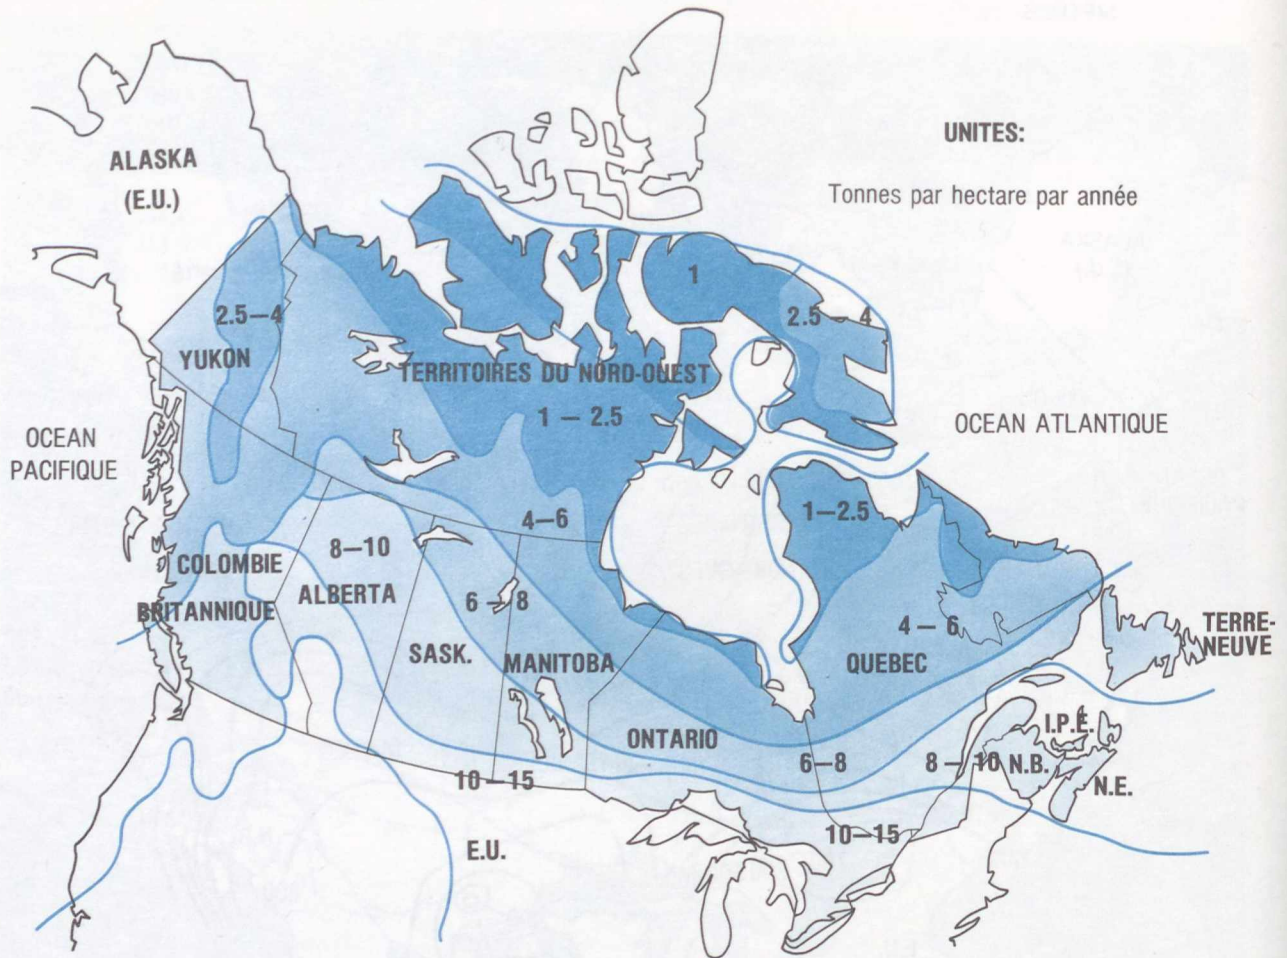 UNITES:
Tonnes par hectare par année
ALASKA
(E.U.)
1
2.5—4
2.5 — 4
YUKON
TERRITOIRES DU NORD-OUEST
1 — 2.5
OCEAN
PACIFIQUE
OCEAN ATLANTIQUE
1—2.5
4—6
8—10
COLOMBIE
BRITANNIQUE
ALBERTA
6 — 8
SASK.
MANITOBA
4 — 6
QUEBEC
TERRE-
NEUVE
ONTARIO
6—8
8 — 10
I.P.E.
N.B.
N.E.
10—15
10—15
E.U.